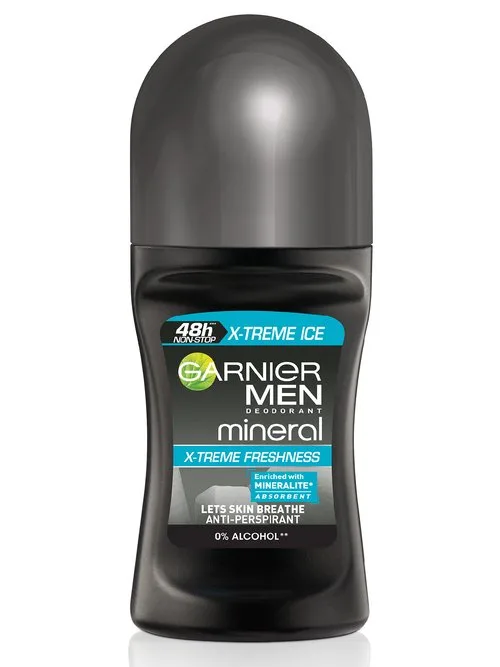 48h X-TREME ICE
NON-STOP
GARNIER
MEN
DEODORANT
mineral
X-TREME FRESHNESS
Enriched with
MINERALITE*
ABSORBENT
LETS SKIN BREATHE
ANTI-PERSPIRANT
0% ALCOHOL**